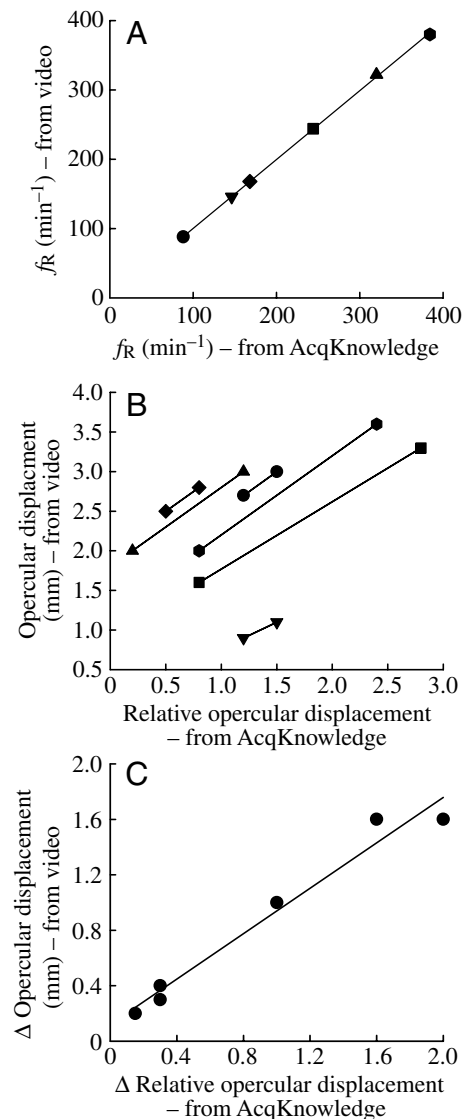 A
400
300
200
100
0
0 100 200 300 400
f_R (min⁻¹) – from video
f_R (min⁻¹) – from AcqKnowledge
B
4.0
3.5
3.0
2.5
2.0
1.5
1.0
0.5
0 0.5 1.0 1.5 2.0 2.5 3.0
Opercular displacment
(mm) – from video
Relative opercular displacement
– from AcqKnowledge
C
2.0
1.6
1.2
0.8
0.4
0
0.4 0.8 1.2 1.6 2.0
Δ Opercular displacement
(mm) – from video
Δ Relative opercular displacement
– from AcqKnowledge